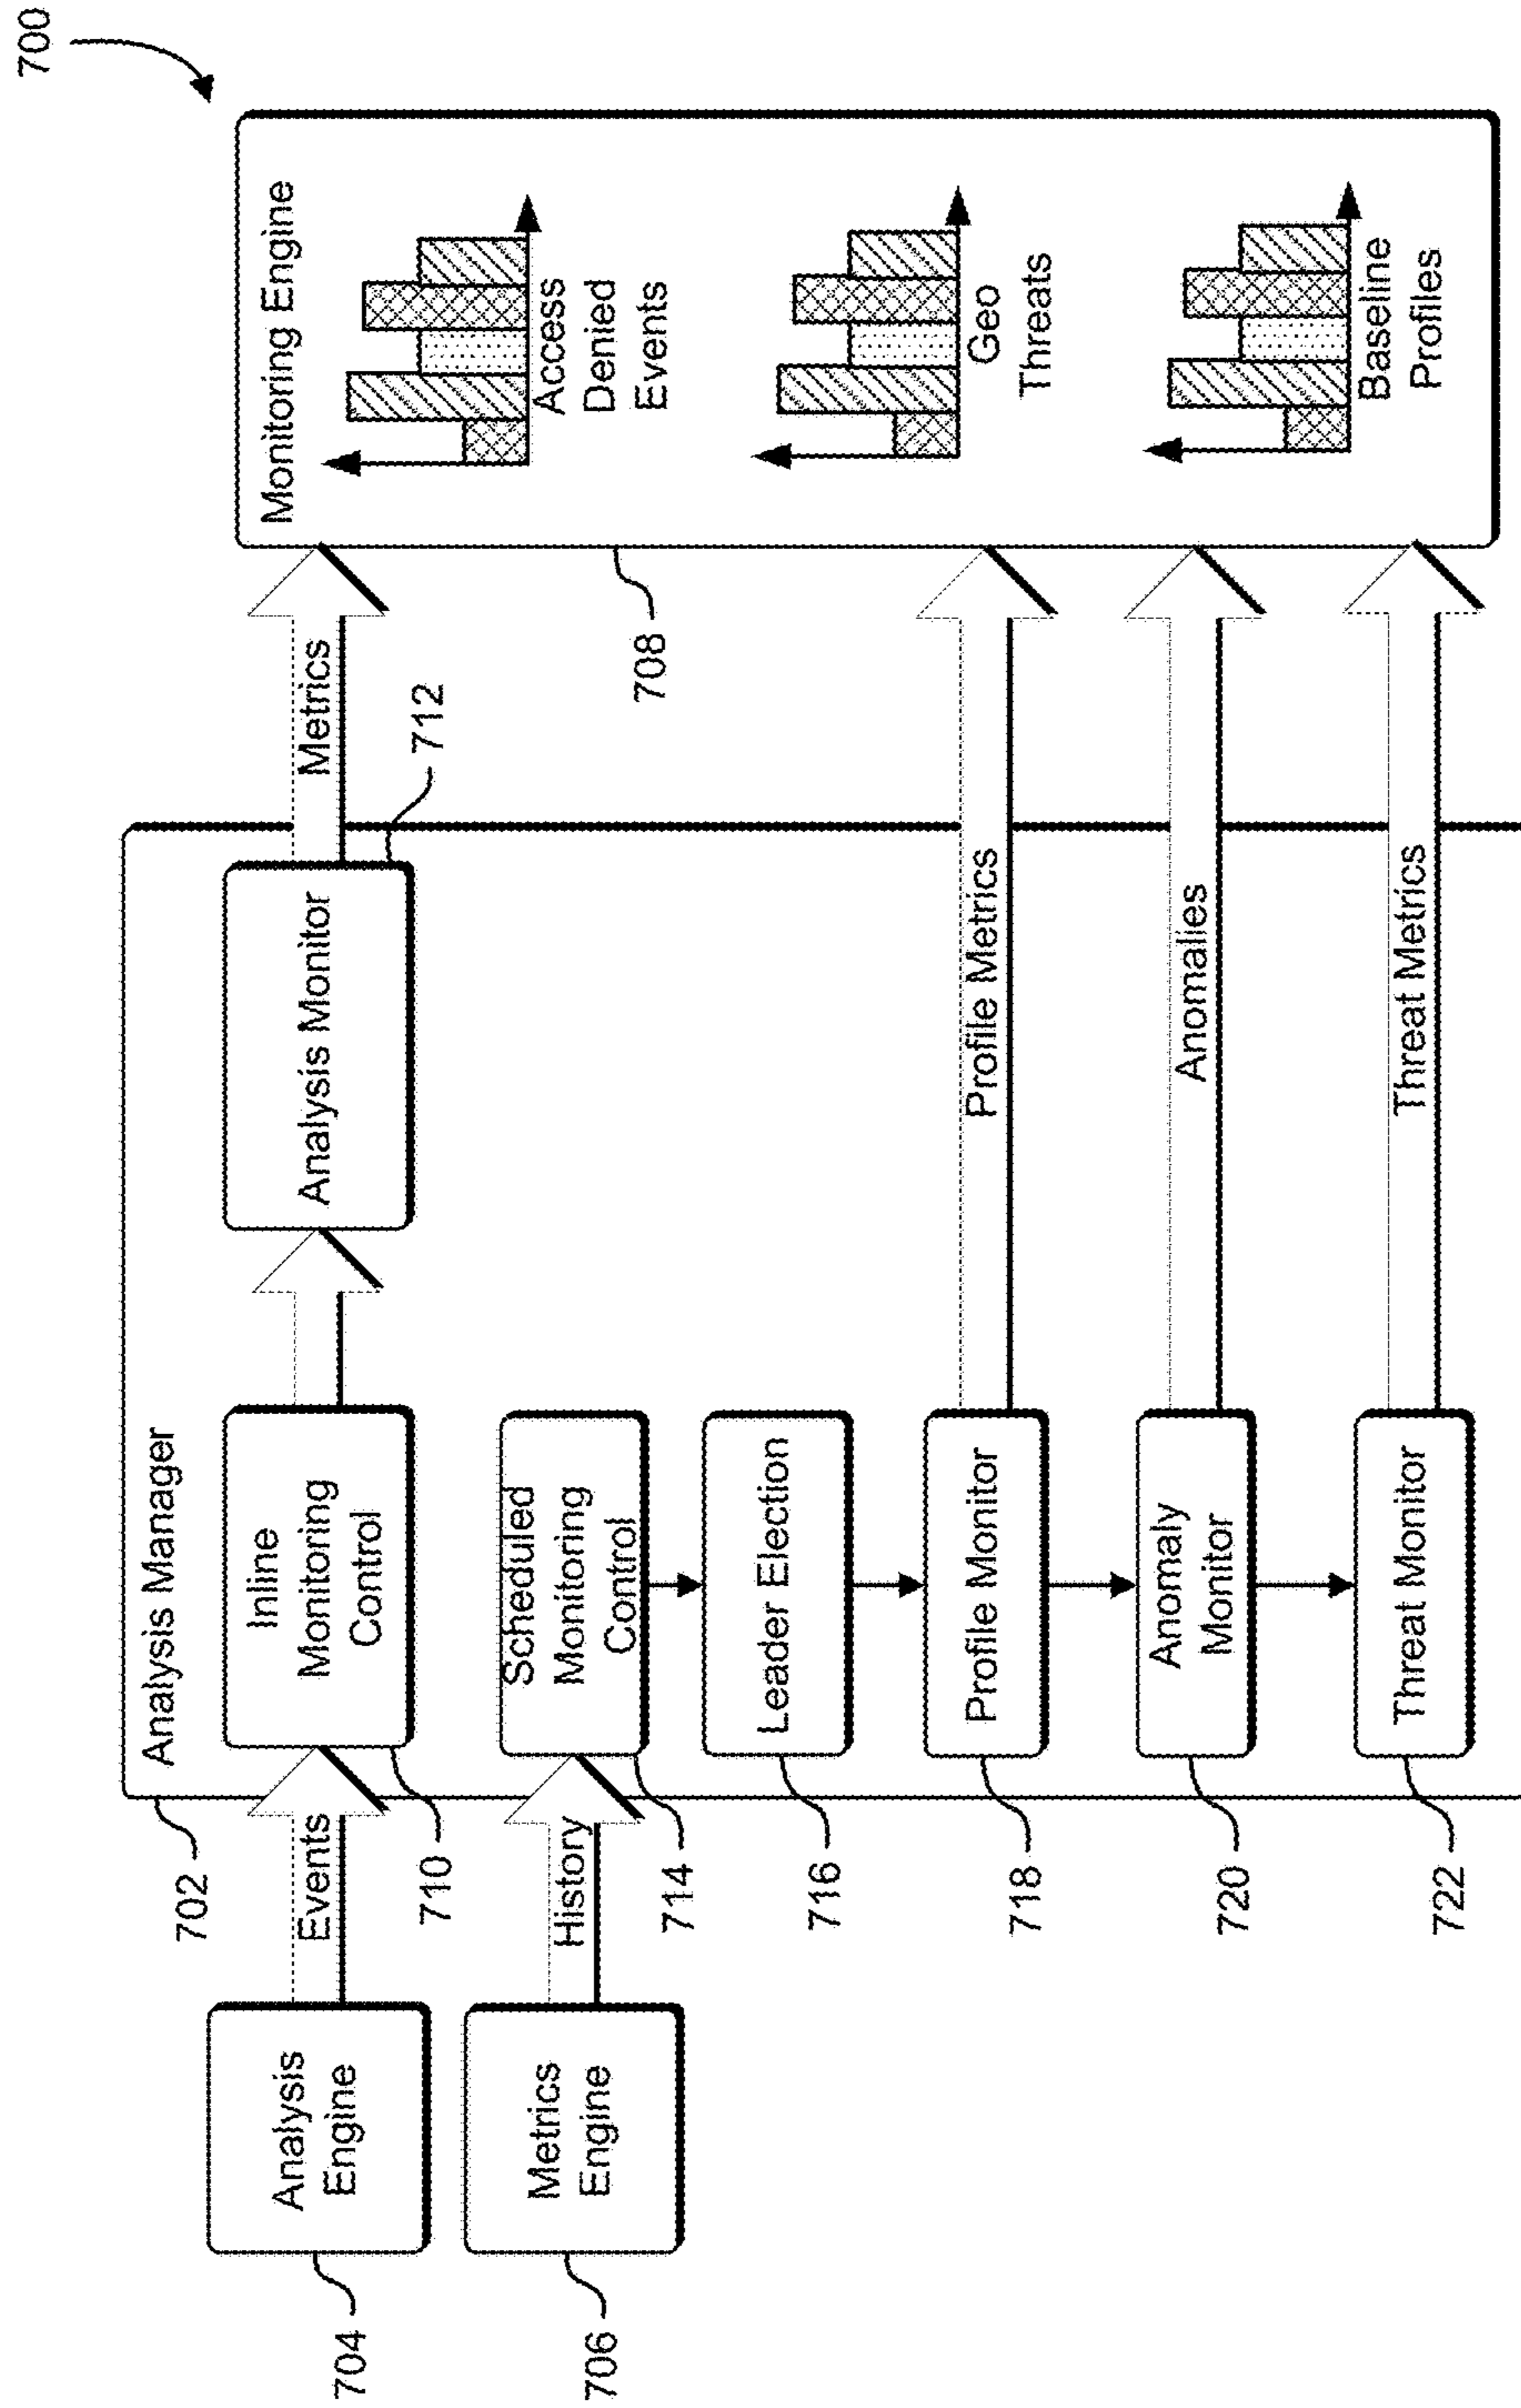 700
Analysis Manager
702
Analysis
Engine
704
Events
Inline
Monitoring
Control
710
Analysis Monitor
712
Metrics
Monitoring Engine
708
Access
Denied
Events
Geo
Threats
Baseline
Profiles
Metrics
Engine
706
History
Scheduled
Monitoring
Control
714
Leader Election
716
Profile Monitor
718
Profile Metrics
Anomaly
Monitor
720
Anomalies
Threat Monitor
722
Threat Metrics